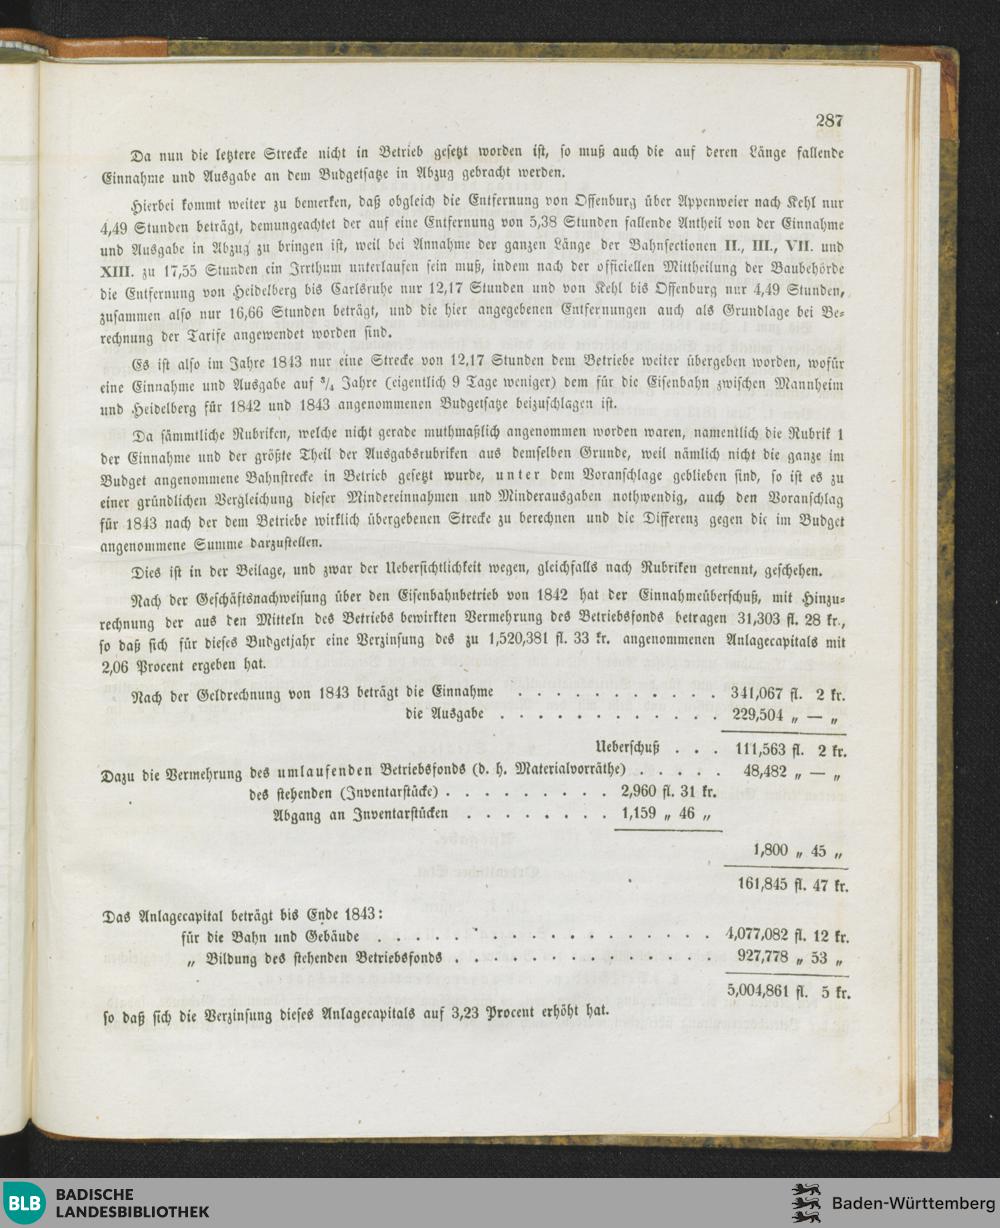 287
Da nun die letztere Strecke nicht in Betrieb gesetzt worden ist, so muß auch die auf deren Länge fallende
Einnahme und Ausgabe an dem Budgetsatze in Abzug gebracht werden.
Hierbei kommt weiter zu bemerken, daß obgleich die Entfernung von Offenburg über Appenweier nach Kehl nur
4,49 Stunden beträgt, demungeachtet der auf eine Entfernung von 5,38 Stunden fallende Antheil von der Einnahme
und Ausgabe in Abzug zu bringen ist, weil bei Annahme der ganzen Länge der Bahnsectionen II., III., VII. und
XIII. zu 17,55 Stunden ein Irrthum unterlaufen sein muß, indem nach der officiellen Mittheilung der Baubehörde
die Entfernung von Heidelberg bis Carlsruhe nur 12,17 Stunden und von Kehl bis Offenburg nur 4,49 Stunden,
zusammen also nur 16,66 Stunden beträgt, und die hier angegebenen Entfernungen auch als Grundlage bei Be-
rechnung der Tarife angewendet worden sind.
Es ist also im Jahre 1843 nur eine Strecke von 12,17 Stunden dem Betriebe weiter übergeben worden, wofür
eine Einnahme und Ausgabe auf 3/4 Jahre (eigentlich 9 Tage weniger) dem für die Eisenbahn zwischen Mannheim
und Heidelberg für 1842 und 1843 angenommenen Budgetsatze beizuschlagen ist.
Da sämmtliche Rubriken, welche nicht gerade muthmaßlich angenommen worden waren, namentlich die Rubrik 1
der Einnahme und der größte Theil der Ausgabsrubriken aus demselben Grunde, weil nämlich nicht die ganze im
Budget angenommene Bahnstrecke in Betrieb gesetzt wurde, unter dem Voranschlage geblieben sind, so ist es zu
einer gründlichen Vergleichung dieser Mindereinnahmen und Minderausgaben nothwendig, auch den Voranschlag
für 1843 nach der dem Betriebe wirklich übergebenen Strecke zu berechnen und die Differenz gegen die im Budget
angenommene Summe darzustellen.
Dies ist in der Beilage, und zwar der Uebersichtlichkeit wegen, gleichfalls nach Rubriken getrennt, geschehen.
Nach der Geschäftsnachweisung über den Eisenbahnbetrieb von 1842 hat der Einnahmeüberschuß, mit Hinzu-
rechnung der aus den Mitteln des Betriebs bewirkten Vermehrung des Betriebsfonds betragen 31,303 fl. 28 kr.,
so daß sich für dieses Budgetjahr eine Verzinsung des zu 1,520,381 fl. 33 kr. angenommenen Anlagecapitals mit
2,06 Procent ergeben hat.
Nach der Geldrechnung von 1843 beträgt die Einnahme . . . . . . . . . . . 341,067 fl. 2 kr.
die Ausgabe . . . . . . . . . . . . 229,504 „ — „
Ueberschuß . . . 111,563 fl. 2 kr.
Dazu die Vermehrung des umlaufenden Betriebsfonds (d. h. Materialvorräthe) . . . . . 48,482 „ — „
des stehenden (Inventarstücke) . . . . . . . . . 2,960 fl. 31 kr.
Abgang an Inventarstücken . . . . . . . . 1,159 „ 46 „
1,800 „ 45 „
161,845 fl. 47 kr.
Das Anlagecapital beträgt bis Ende 1843:
für die Bahn und Gebäude . . . . . . . . . . . . . . . . . . 4,077,082 fl. 12 kr.
„ Bildung des stehenden Betriebsfonds . . . . . . . . . . . . . . 927,778 „ 53 „
5,004,861 fl. 5 kr.
so daß sich die Verzinsung dieses Anlagecapitals auf 3,23 Procent erhöht hat.
BLB
BADISCHE
LANDESBIBLIOTHEK
Baden-Württemberg